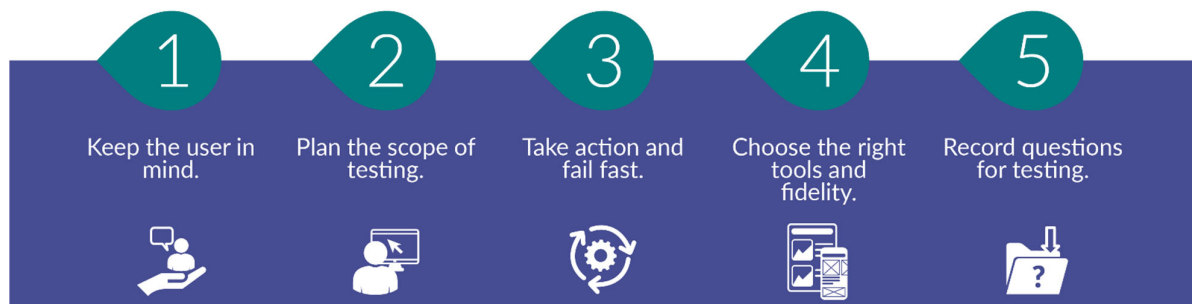 1
Keep the user in
mind.
2
Plan the scope of
testing.
3
Take action and
fail fast.
4
Choose the right
tools and
fidelity.
5
Record questions
for testing.
?